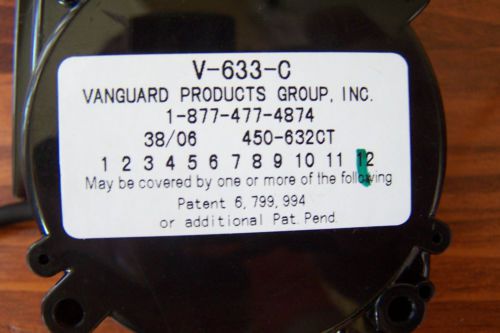 V-633-C
VANGUARD PRODUCTS GROUP, INC.
1-877-477-4874
38/06 450-632CT
1 2 3 4 5 6 7 8 9 10 11 12
May be covered by one or more of the following
Patent 6,799,994
or additional Pat. Pend.